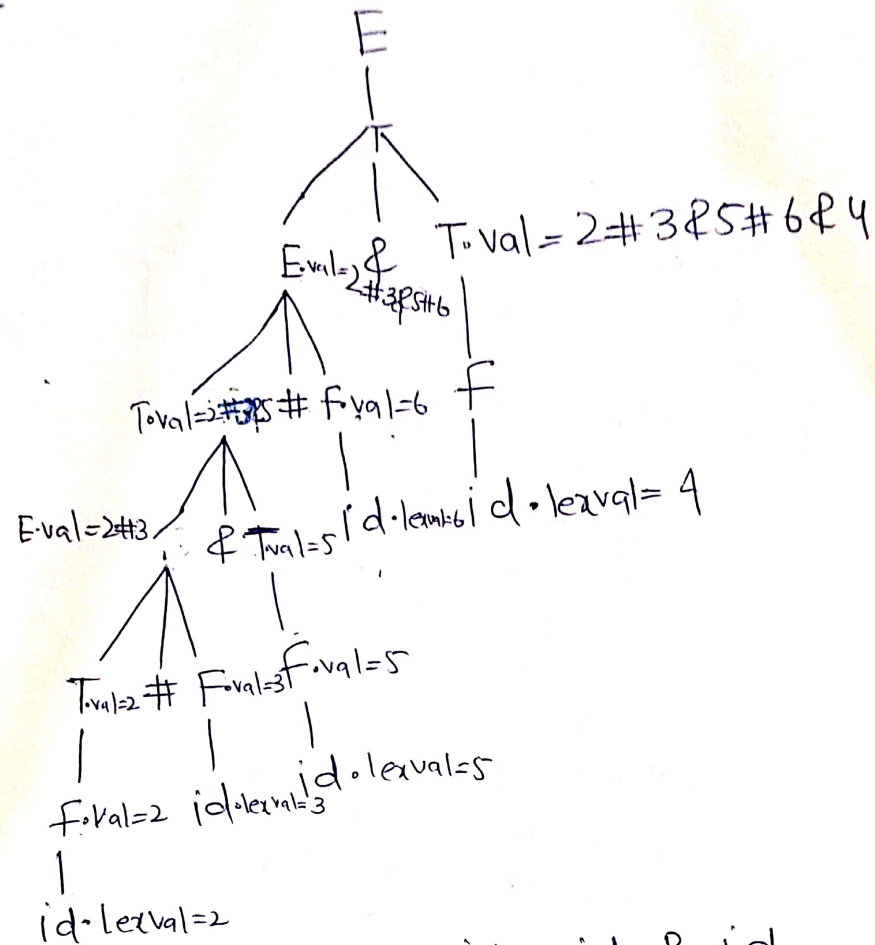 E
T
E.val=2#3&5#6 & T.val=2#3&5#6&4
T.val=2#3&5 # F.val=6 F
E.val=2#3 & T.val=5 id.lexval=6 id.lexval=4
T.val=2 # F.val=3 F.val=5
F.val=2 id.lexval=3 id.lexval=5
id.lexval=2